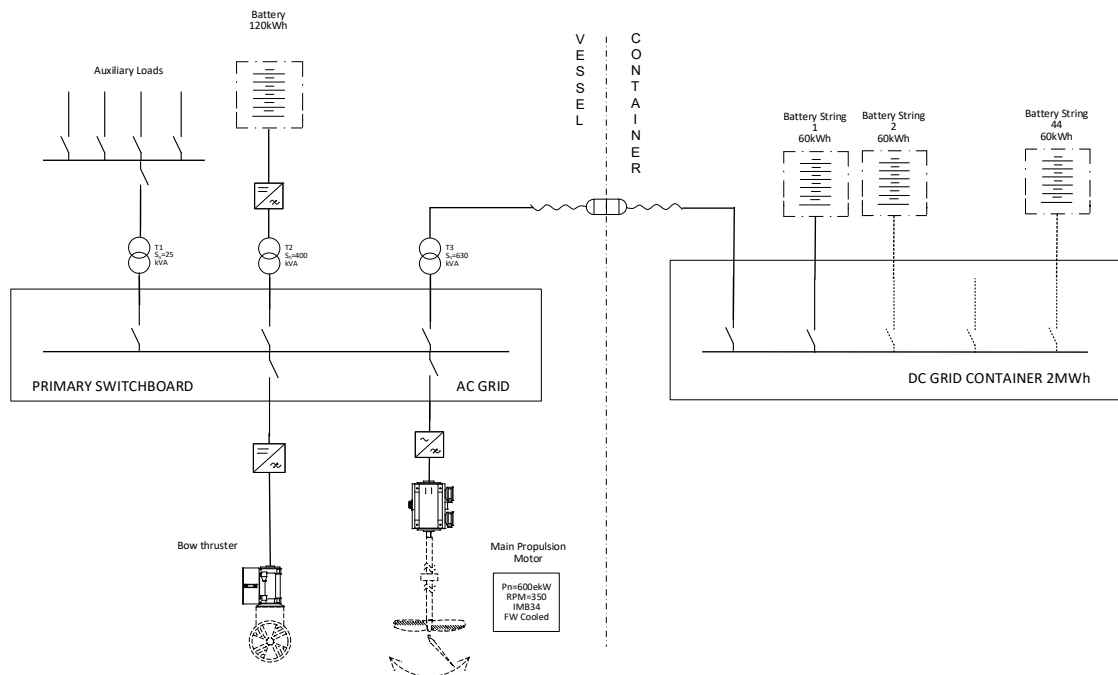 Battery
120kWh
Auxiliary Loads
VESSEL
CONTAINER
Battery String
1
60kWh
Battery String
2
60kWh
Battery String
44
60kWh
T1
Sn=25
kVA
T2
Sn=400
kVA
T3
Sn=630
kVA
PRIMARY SWITCHBOARD
AC GRID
DC GRID CONTAINER 2MWh
Bow thruster
Main Propulsion
Motor
Pn=600ekW
RPM=350
IMB34
FW Cooled